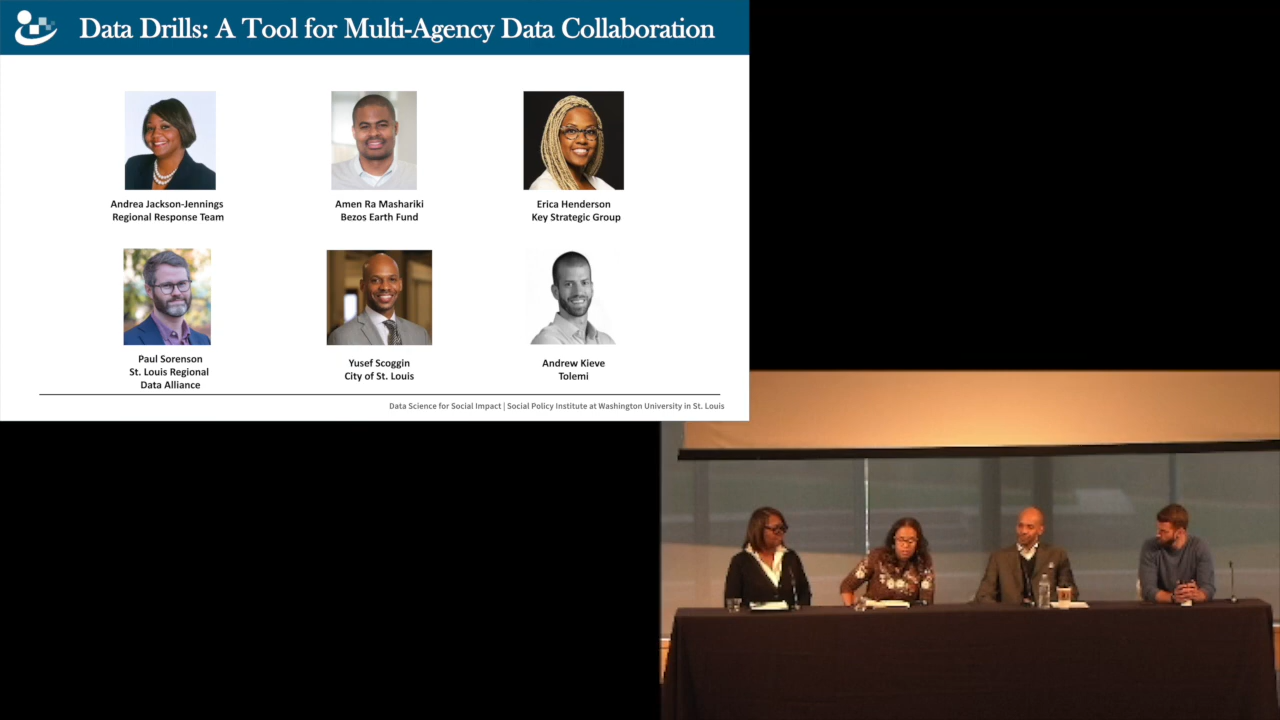 Data Drills: A Tool for Multi-Agency Data Collaboration
Andrea Jackson-Jennings
Regional Response Team
Amen Ra Mashariki
Bezos Earth Fund
Erica Henderson
Key Strategic Group
Paul Sorenson
St. Louis Regional
Data Alliance
Yusef Scoggin
City of St. Louis
Andrew Kieve
Tolemi
Data Science for Social Impact | Social Policy Institute at Washington University in St. Louis